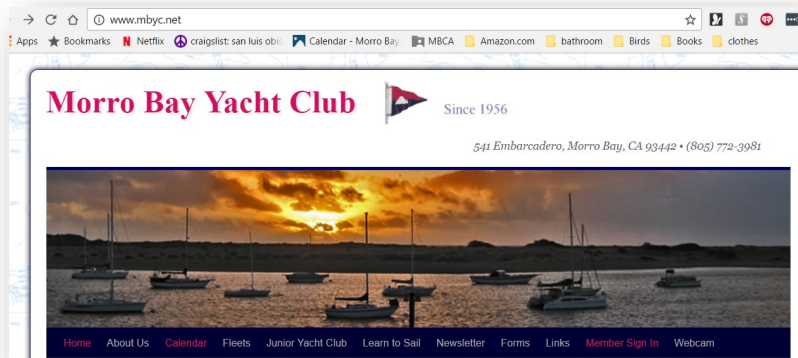 www.mbyc.net
Apps Bookmarks Netflix craigslist: san luis obis Calendar - Morro Bay MBCA Amazon.com bathroom Birds Books clothes
Morro Bay Yacht Club Since 1956
541 Embarcadero, Morro Bay, CA 93442 • (805) 772-3981
Home About Us Calendar Fleets Junior Yacht Club Learn to Sail Newsletter Forms Links Member Sign In Webcam